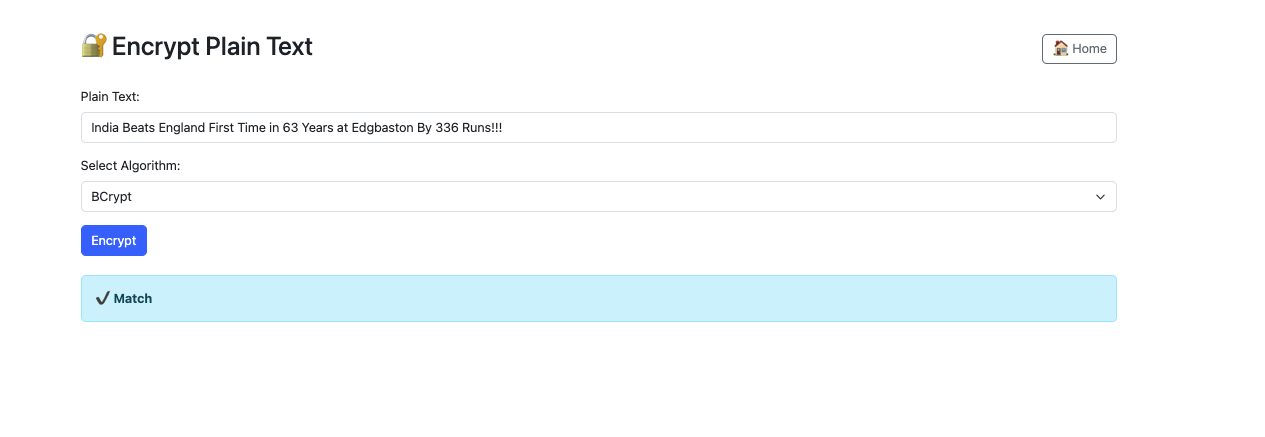 🔐 Encrypt Plain Text
🏠 Home
Plain Text:
India Beats England First Time in 63 Years at Edgbaston By 336 Runs!!!
Select Algorithm:
BCrypt
Encrypt
✔ Match